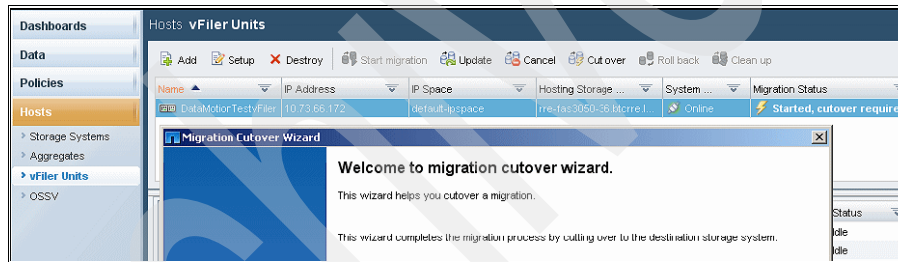 Dashboards
Data
Policies
Hosts
Storage Systems
Aggregates
vFiler Units
OSSV
Hosts vFiler Units
Add Setup Destroy Start migration Update Cancel Cut over Roll back Clean up
Name IP Address IP Space Hosting Storage ... System ... Migration Status
DataMotionTestvFiler 10.73.66.172 default-ipspace rre-fas3050-06.btcrre.l... Online Started, cutover require
Migration Cutover Wizard
Welcome to migration cutover wizard.
This wizard helps you cutover a migration.
This wizard completes the migration process by cutting over to the destination storage system.
Status
Idle
Idle